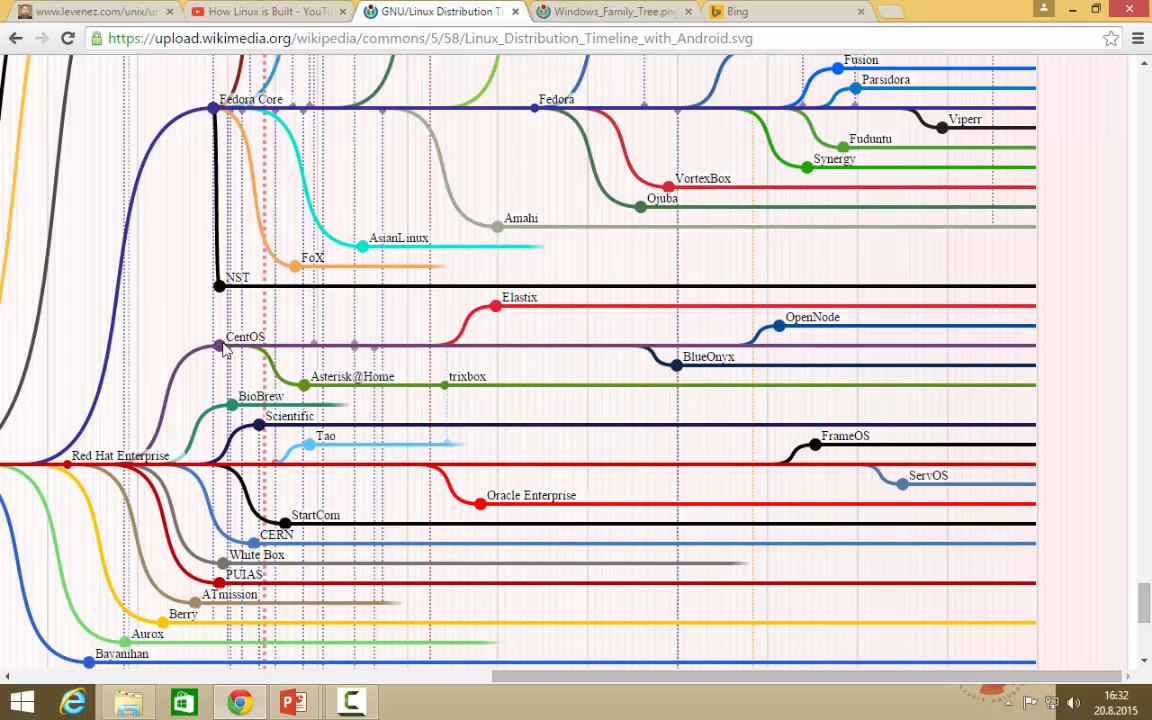 www.levenez.com/unix/u
How Linux is Built - YouTu
GNU/Linux Distribution T
Windows_Family_Tree.pn
Bing
https://upload.wikimedia.org/wikipedia/commons/5/58/Linux_Distribution_Timeline_with_Android.svg
Fusion
Parsidora
Fedora Core
Fedora
Viperr
Fuduntu
Synergy
VortexBox
Ojuba
Amahi
AsianLinux
FoX
NST
Elastix
OpenNode
CentOS
BlueOnyx
Asterisk@Home
trixbox
BioBrew
Scientific
Tao
FrameOS
Red Hat Enterprise
ServOS
Oracle Enterprise
StartCom
CERN
White Box
PUIAS
ATmission
Berry
Aurox
Bayanihan
16:32
20.8.2015